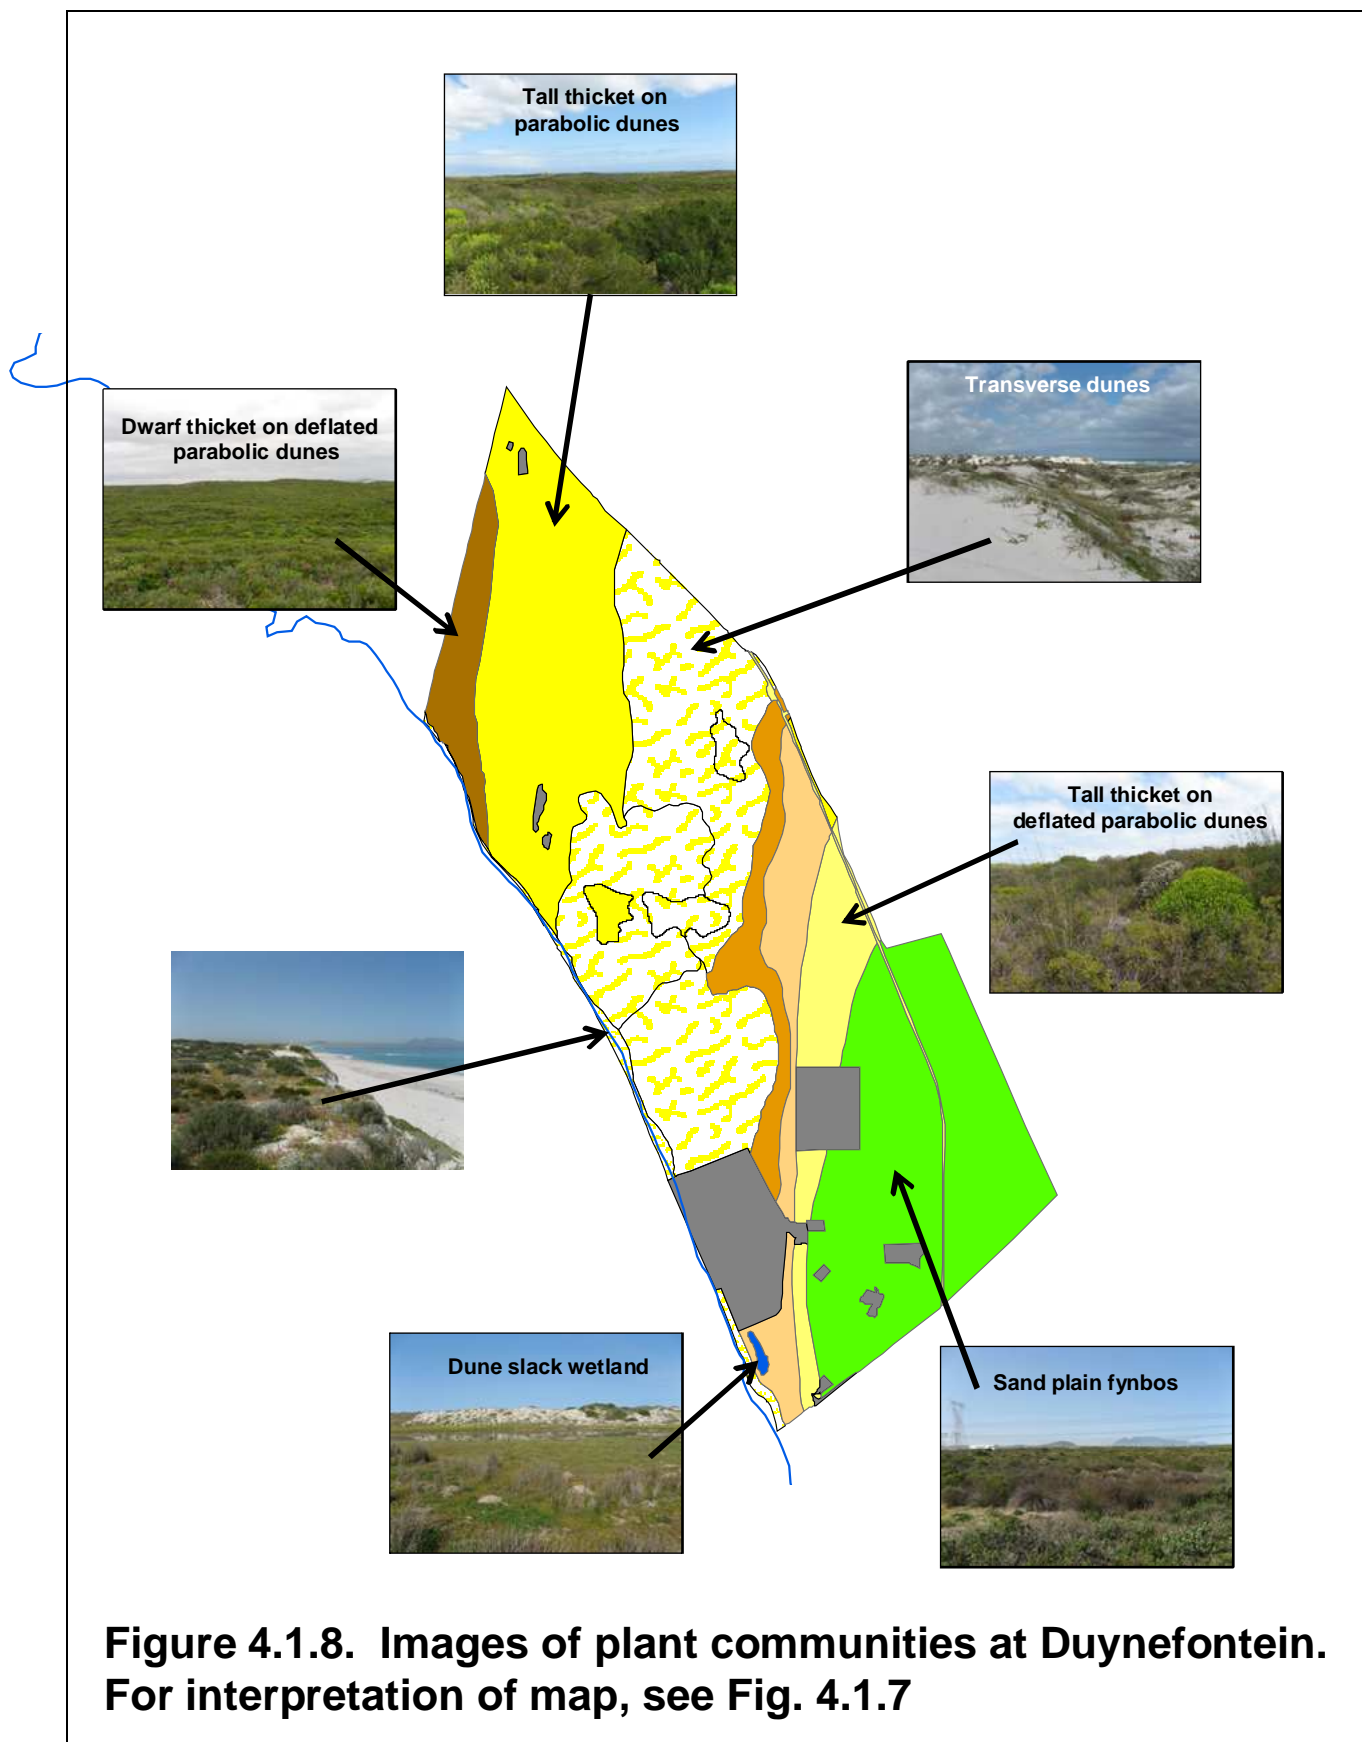 Tall thicket on
parabolic dunes
Transverse dunes
Dwarf thicket on deflated
parabolic dunes
Tall thicket on
deflated parabolic dunes
Dune slack wetland
Sand plain fynbos
Figure 4.1.8. Images of plant communities at Duynefontein.
For interpretation of map, see Fig. 4.1.7